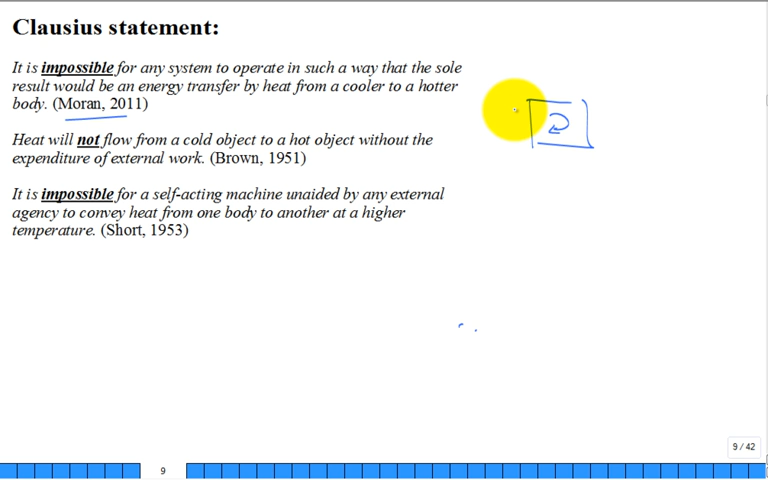 Clausius statement:
It is impossible for any system to operate in such a way that the sole
result would be an energy transfer by heat from a cooler to a hotter
body. (Moran, 2011)
Heat will not flow from a cold object to a hot object without the
expenditure of external work. (Brown, 1951)
It is impossible for a self-acting machine unaided by any external
agency to convey heat from one body to another at a higher
temperature. (Short, 1953)
9 / 42
9